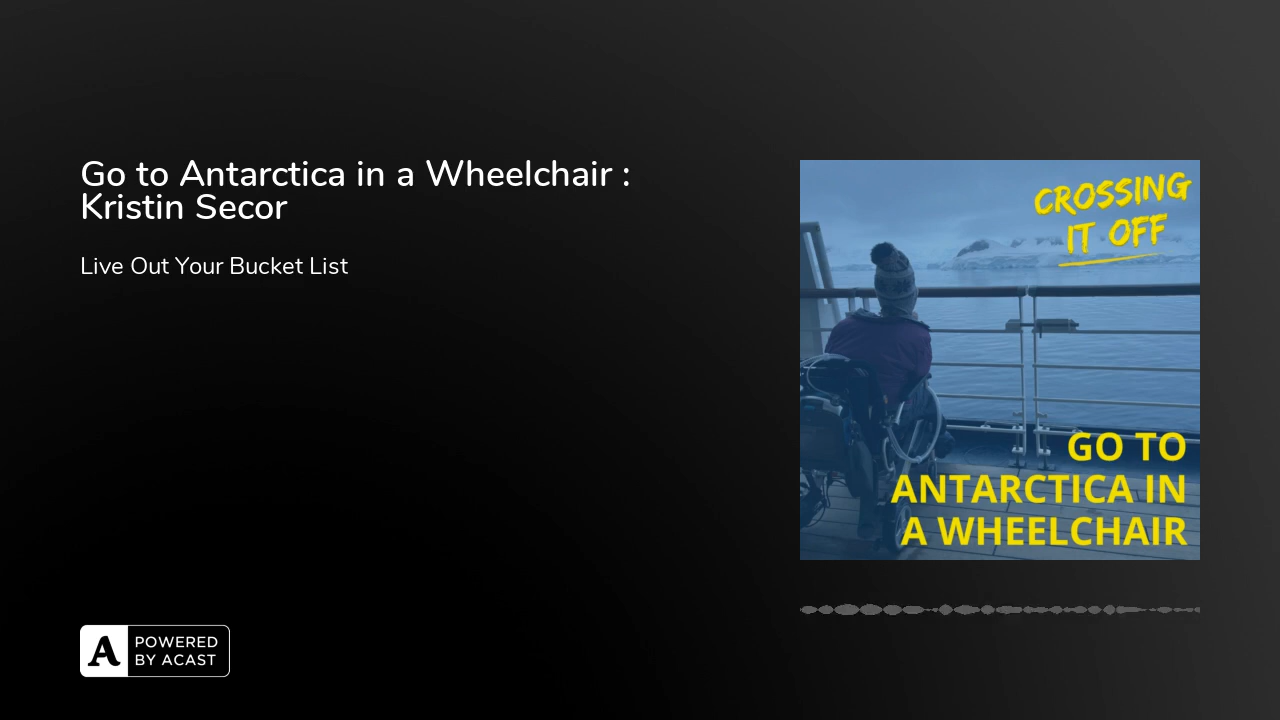 Go to Antarctica in a Wheelchair :
Kristin Secor
Live Out Your Bucket List
CROSSING
IT OFF
GO TO
ANTARCTICA IN
A WHEELCHAIR
A POWERED
BY ACAST